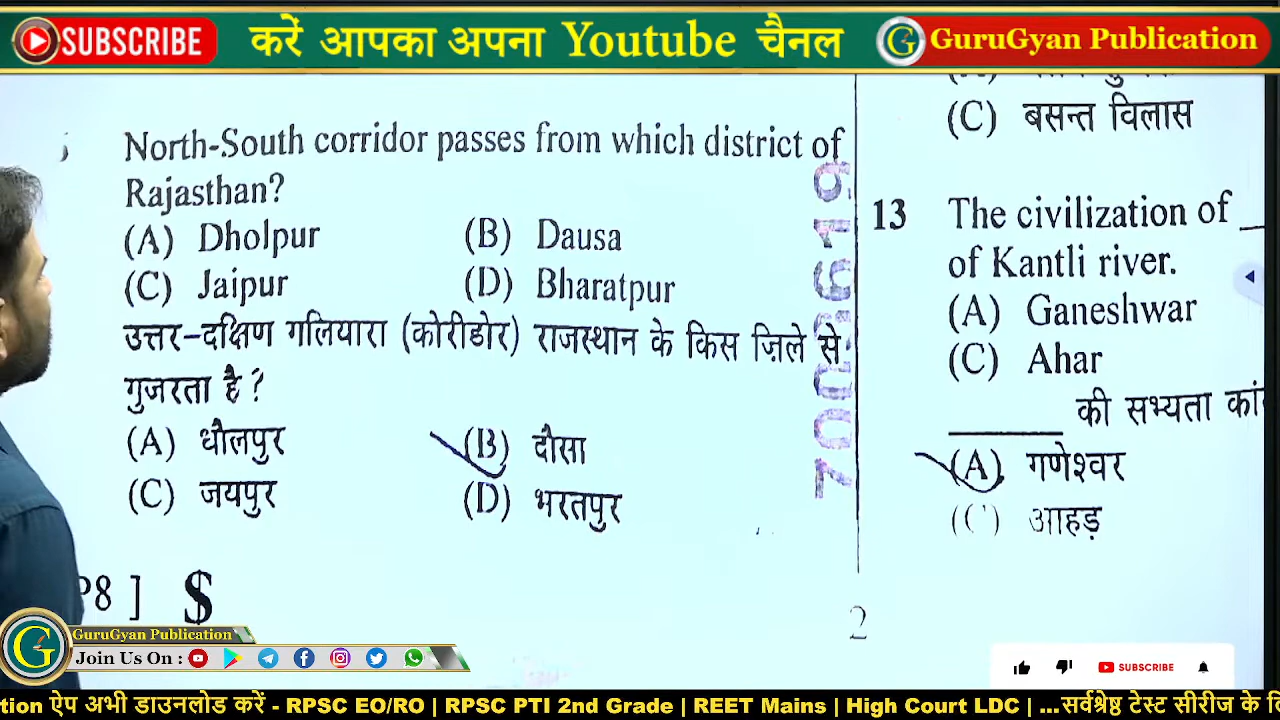 SUBSCRIBE करें आपका अपना Youtube चैनल GuruGyan Publication
North-South corridor passes from which district of
Rajasthan?
(A) Dholpur (B) Dausa
(C) Jaipur (D) Bharatpur
उत्तर-दक्षिण गलियारा (कोरीडोर) राजस्थान के किस ज़िले से
गुजरता है ?
(A) धौलपुर (B) दौसा
(C) जयपुर (D) भरतपुर
P8 ] $
7006619
(C) बसन्त विलास
13 The civilization of
of Kantli river.
(A) Ganeshwar
(C) Ahar
की सभ्यता
(A) गणेश्वर
(C) आहड़
2
GuruGyan Publication
Join Us On :
SUBSCRIBE
ऐप अभी डाउनलोड करें - RPSC EO/RO | RPSC PTI 2nd Grade | REET Mains | High Court LDC | ...सर्वश्रेष्ठ टेस्ट सीरीज के